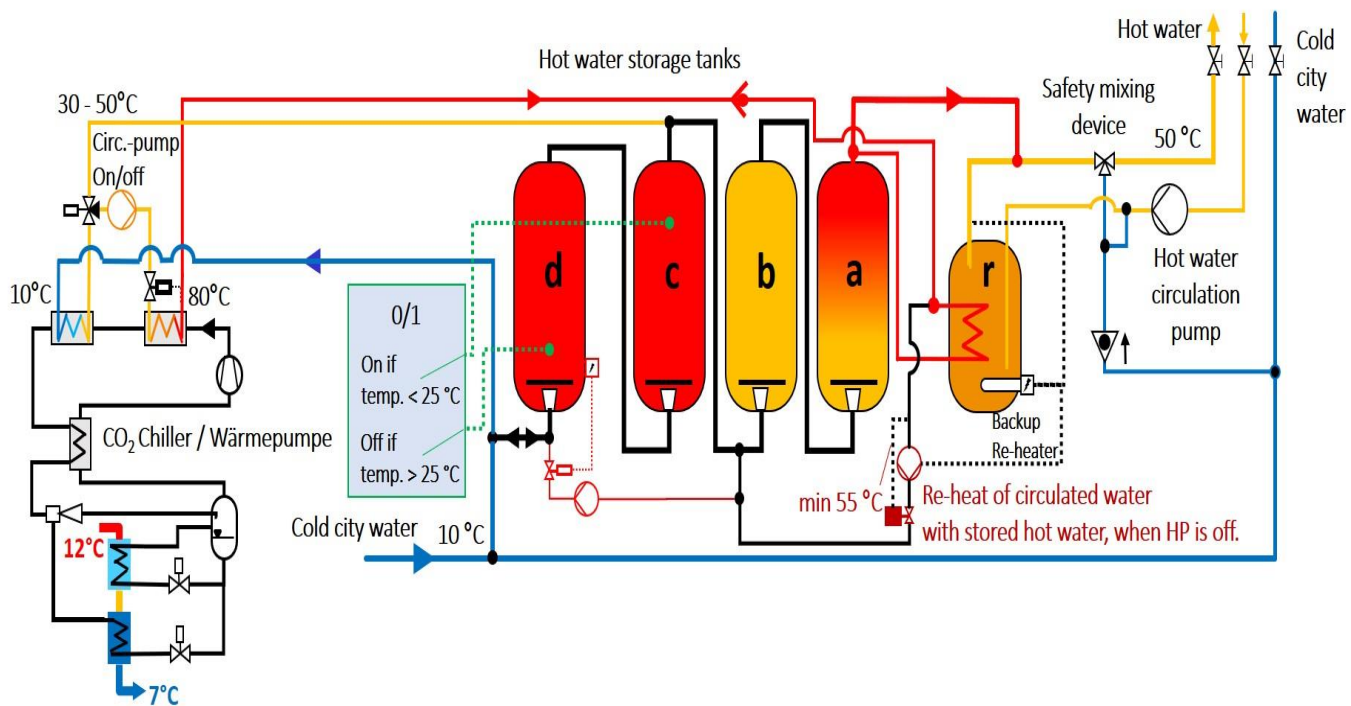 Hot water
Cold
city
water
Hot water storage tanks
30 - 50°C
Safety mixing
device
50 °C
Circ.-pump
On/off
d
c
b
a
r
Hot water
circulation
pump
10°C
80°C
0/1
On if
temp. < 25 °C
Off if
temp. > 25 °C
CO₂ Chiller / Wärmepumpe
Backup
Re-heater
min 55 °C
Re-heat of circulated water
with stored hot water, when HP is off.
Cold city water
10 °C
12°C
7°C